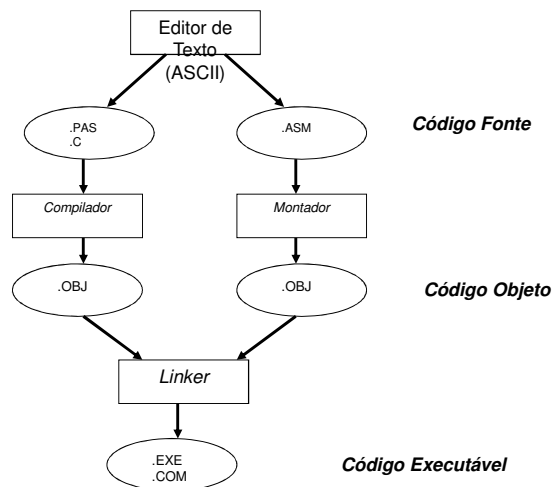 Editor de
Texto
(ASCII)
.PAS
.C
.ASM
Código Fonte
Compilador
Montador
.OBJ
.OBJ
Código Objeto
Linker
.EXE
.COM
Código Executável